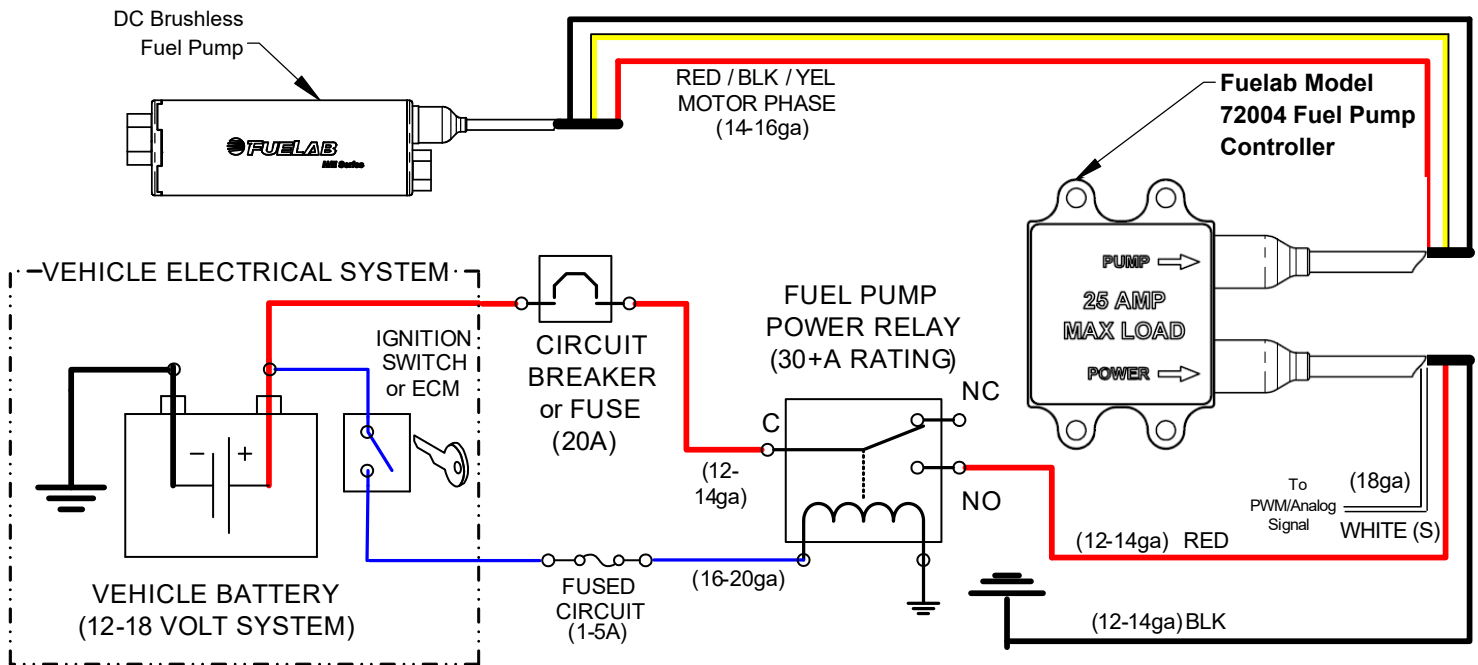 DC Brushless
Fuel Pump
FUELAB
RED / BLK / YEL
MOTOR PHASE
(14-16ga)
Fuelab Model
72004 Fuel Pump
Controller
PUMP
25 AMP
MAX LOAD
POWER
VEHICLE ELECTRICAL SYSTEM
IGNITION
SWITCH
or ECM
- +
VEHICLE BATTERY
(12-18 VOLT SYSTEM)
CIRCUIT
BREAKER
or FUSE
(20A)
FUSED
CIRCUIT
(1-5A)
FUEL PUMP
POWER RELAY
(30+A RATING)
C
NC
NO
(12-
14ga)
(16-20ga)
To
PWM/Analog
Signal
(18ga)
WHITE (S)
(12-14ga) RED
(12-14ga) BLK